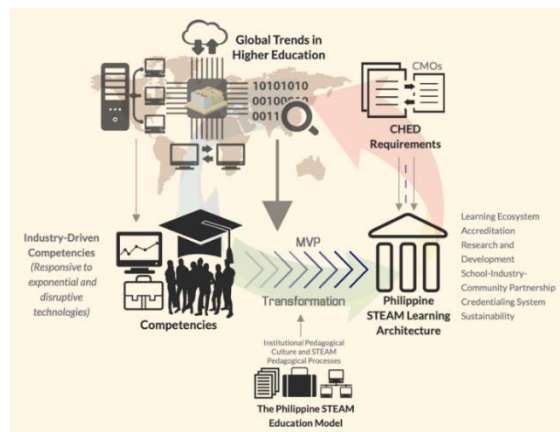 Global Trends in
Higher Education
10101010
00100010
0011
CMOs
CHED
Requirements
Industry-Driven
Competencies
(Responsive to
exponential and
disruptive
technologies)
Competencies
MVP
Transformation
Philippine
STEAM Learning
Architecture
Learning Ecosystem
Accreditation
Research and
Development
School-Industry-
Community Partnership
Credentialing System
Sustainability
Institutional Pedagogical
Culture and STEAM
Pedagogical Processes
The Philippine STEAM
Education Model